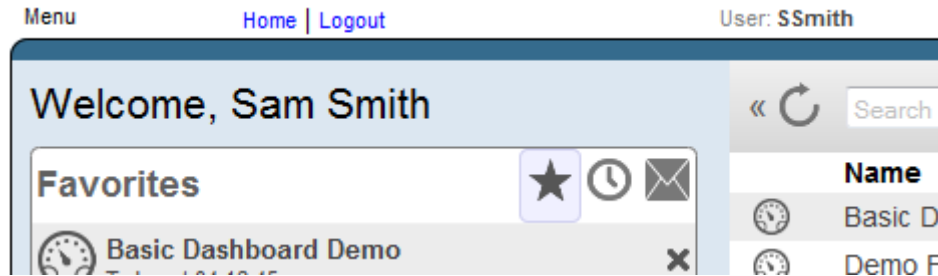 Menu
Home | Logout
User: SSmith
Welcome, Sam Smith
« Search
Favorites
Name
Basic Dashboard Demo
Basic D
Demo